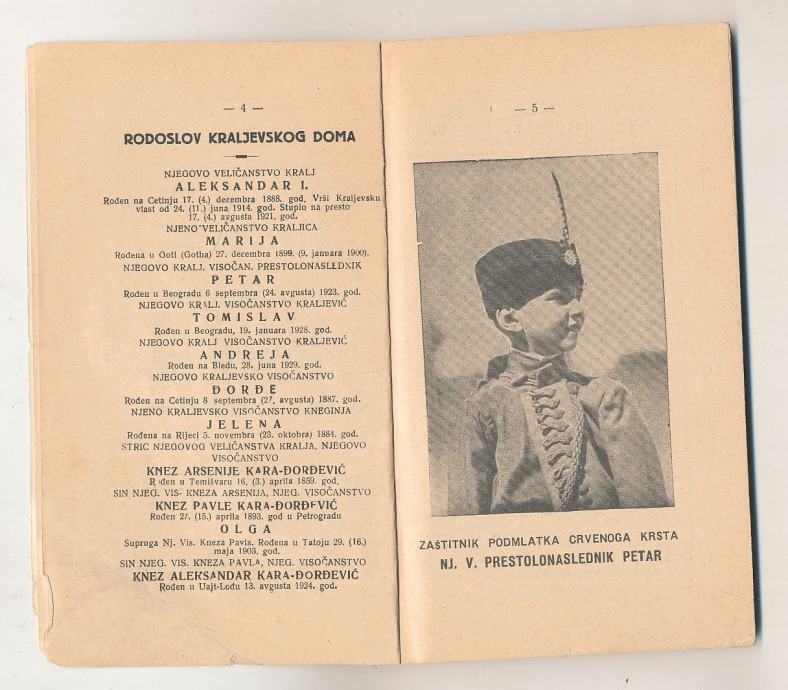 — 4 —
RODOSLOV KRALJEVSKOG DOMA
NJEGOVO VELIČANSTVO KRALJ
ALEKSANDAR I.
Rođen na Cetinju 17. (4.) decembra 1888. god. Vrši Kraljevsku
vlast od 24. (11.) juna 1914. god. Stupio na presto
17. (4.) avgusta 1921. god.
NJENO VELIČANSTVO KRALJICA
MARIJA
Rođena u Goti (Gotha) 27. decembra 1899. (9. januara 1900).
NJEGOVO KRALJ. VISOČAN. PRESTOLONASLEDNIK
PETAR
Rođen u Beogradu 6 septembra (24. avgusta) 1923. god.
NJEGOVO KRALJ. VISOČANSTVO KRALJEVIĆ
TOMISLAV
Rođen u Beogradu, 19. januara 1928. god.
NJEGOVO KRALJ VISOČANSTVO KRALJEVIĆ
ANDREJA
Rođen na Bledu, 28. juna 1929. god.
NJEGOVO KRALJEVSKO VISOČANSTVO
ĐORĐE
Rođen na Cetinju 8 septembra (27. avgusta) 1887. god.
NJENO KRALJEVSKO VISOČANSTVO KNEGINJA
JELENA
Rođena na Rijeci 5. novembra (23. oktobra) 1884. god.
STRIC NJEGOVOG VELIČANSTVA KRALJA, NJEGOVO
VISOČANSTVO
KNEZ ARSENIJE KARA-ĐORĐEVIĆ
Rođen u Temišvaru 16. (3.) aprila 1859. god.
SIN NJEG. VIS- KNEZA ARSENIJA, NJEG. VISOČANSTVO
KNEZ PAVLE KARA-ĐORĐEVIĆ
Rođen 27. (15.) aprila 1893. god u Petrogradu
OLGA
Supruga Nj. Vis. Kneza Pavla. Rođena u Tatoju 29. (16.)
maja 1903. god.
SIN NJEG. VIS. KNEZA PAVLA, NJEG. VISOČANSTVO
KNEZ ALEKSANDAR KARA-ĐORĐEVIĆ
Rođen u Uajt-Lođu 13. avgusta 1924. god.
— 5 —
ZAŠTITNIK PODMLATKA CRVENOGA KRSTA
NJ. V. PRESTOLONASLEDNIK PETAR